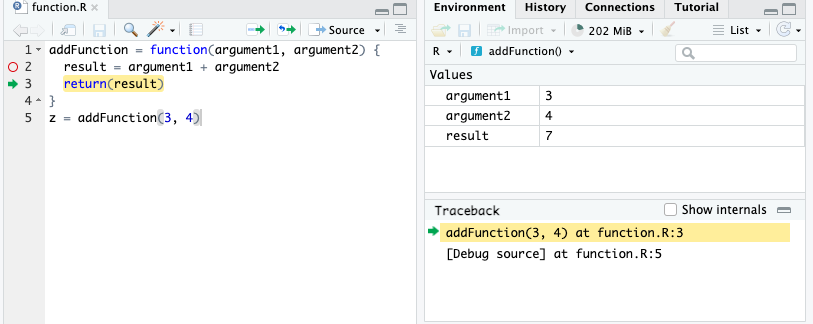 function.R
Source
1 addFunction = function(argument1, argument2) {
2 result = argument1 + argument2
3 return(result)
4 }
5 z = addFunction(3, 4)
Environment History Connections Tutorial
Import 202 MiB List
R addFunction()
Values
argument1 3
argument2 4
result 7
Traceback Show internals
addFunction(3, 4) at function.R:3
[Debug source] at function.R:5